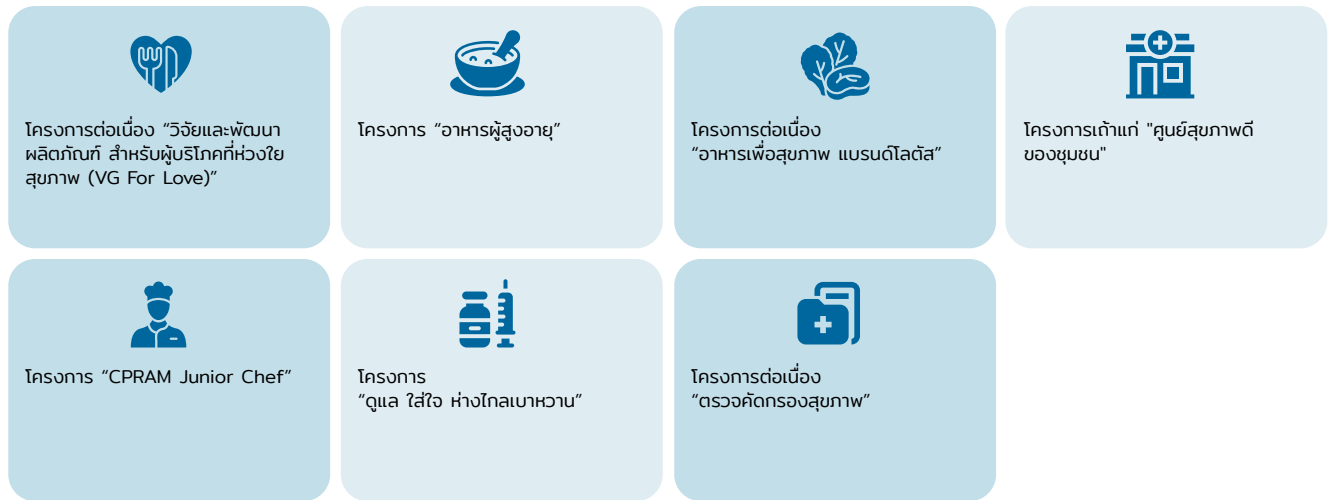 โครงการต่อเนื่อง “วิจัยและพัฒนา
ผลิตภัณฑ์ สำหรับผู้บริโภคที่ห่วงใย
สุขภาพ (VG For Love)”
โครงการ “อาหารผู้สูงอายุ”
โครงการต่อเนื่อง
“อาหารเพื่อสุขภาพ แบรนด์โลตัส”
โครงการเถ้าแก่ "ศูนย์สุขภาพดี
ของชุมชน"
โครงการ “CPRAM Junior Chef”
โครงการ
“ดูแล ใส่ใจ ห่างไกลเบาหวาน”
โครงการต่อเนื่อง
“ตรวจคัดกรองสุขภาพ”